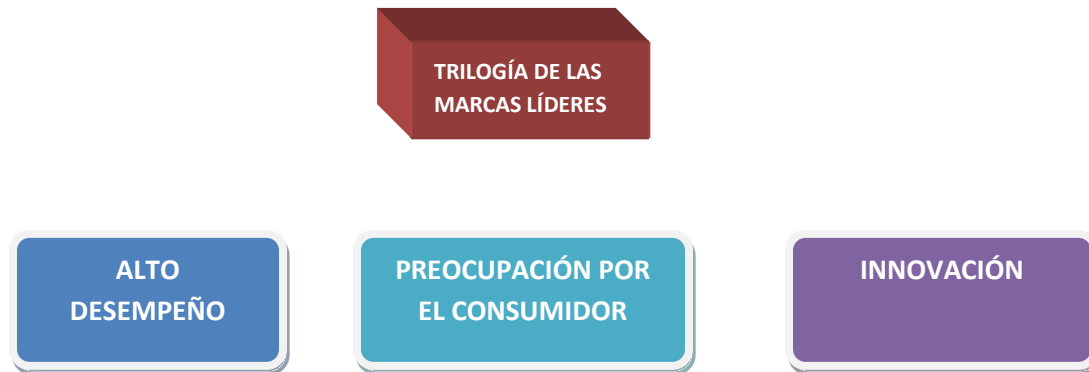 TRILOGÍA DE LAS
MARCAS LÍDERES
ALTO
DESEMPEÑO
PREOCUPACIÓN POR
EL CONSUMIDOR
INNOVACIÓN